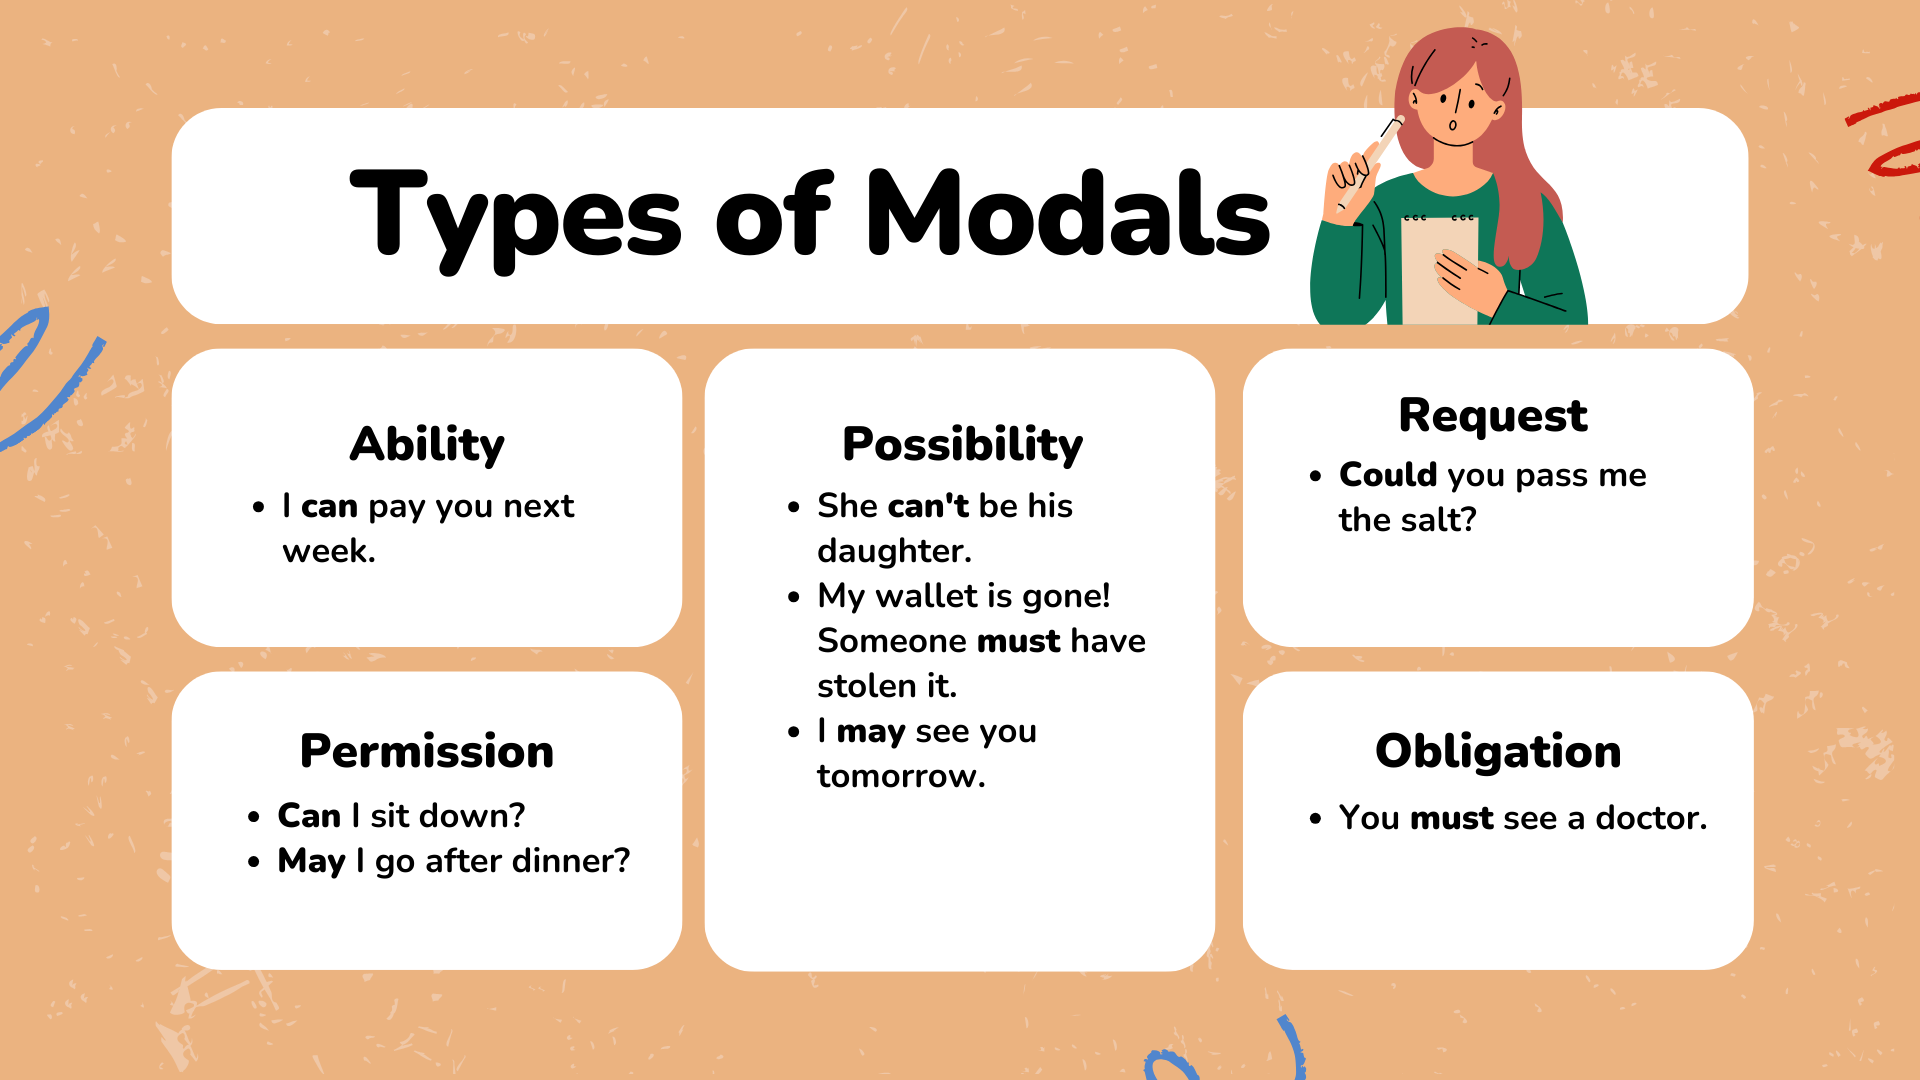 Types of Modals
Ability
• I can pay you next
week.
Possibility
• She can't be his
daughter.
• My wallet is gone!
Someone must have
stolen it.
• I may see you
tomorrow.
Request
• Could you pass me
the salt?
Permission
• Can I sit down?
• May I go after dinner?
Obligation
• You must see a doctor.